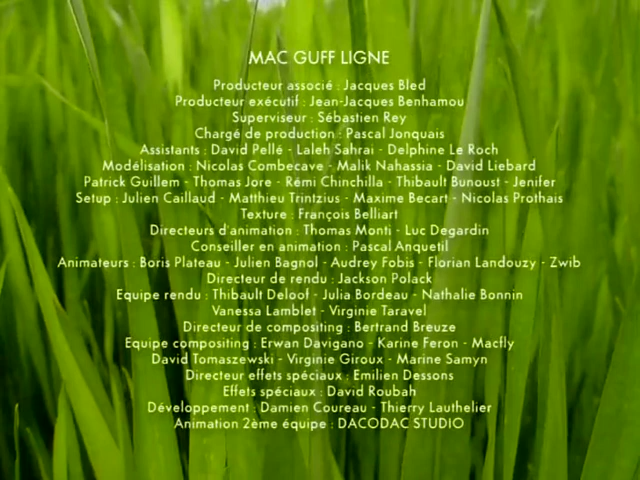 MAC GUFF LIGNE
Producteur associé : Jacques Bled
Producteur exécutif : Jean-Jacques Benhamou
Superviseur : Sébastien Rey
Chargé de production : Pascal Jonquais
Assistants : David Pellé - Laleh Sahrai - Delphine Le Roch
Modélisation : Nicolas Combecave - Malik Nahassia - David Liebard
Patrick Guillem - Thomas Jore - Rémi Chinchilla - Thibault Bunoust - Jenifer
Setup : Julien Caillaud - Matthieu Trintzius - Maxime Becart - Nicolas Prothais
Texture : François Belliart
Directeurs d'animation : Thomas Monti - Luc Degardin
Conseiller en animation : Pascal Anquetil
Animateurs : Boris Plateau - Julien Bagnol - Audrey Fobis - Florian Landouzy - Zwib
Directeur de rendu : Jackson Polack
Equipe rendu : Thibault Deloof - Julia Bordeau - Nathalie Bonnin
Vanessa Lamblet - Virginie Taravel
Directeur de compositing : Bertrand Breuze
Equipe compositing : Erwan Davigano - Karine Feron - Macfly
David Tomaszewski - Virginie Giroux - Marine Samyn
Directeur effets spéciaux : Emilien Dessons
Effets spéciaux : David Roubah
Développement : Damien Coureau - Thierry Lauthelier
Animation 2ème équipe : DACODAC STUDIO